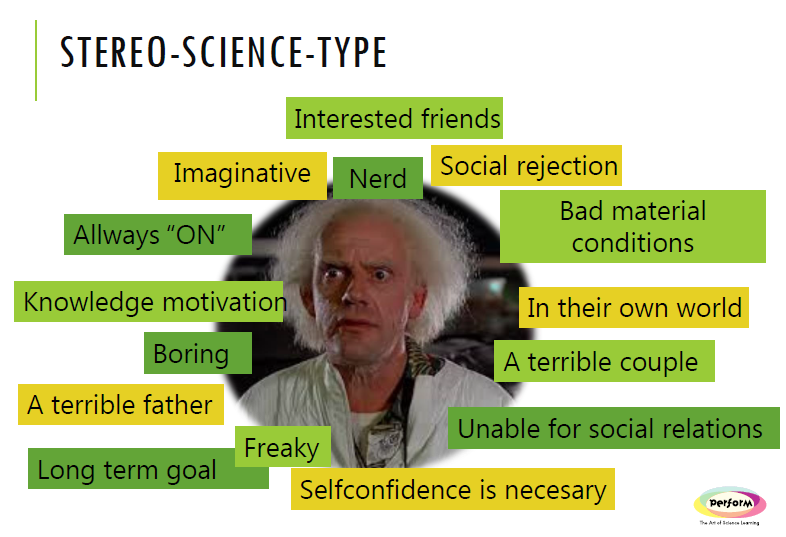 STEREO-SCIENCE-TYPE
Interested friends
Imaginative
Nerd
Social rejection
Bad material
conditions
Allways "ON"
Knowledge motivation
In their own world
Boring
A terrible couple
A terrible father
Unable for social relations
Freaky
Long term goal
Selfconfidence is necesary
perform
The Art of Science Learning